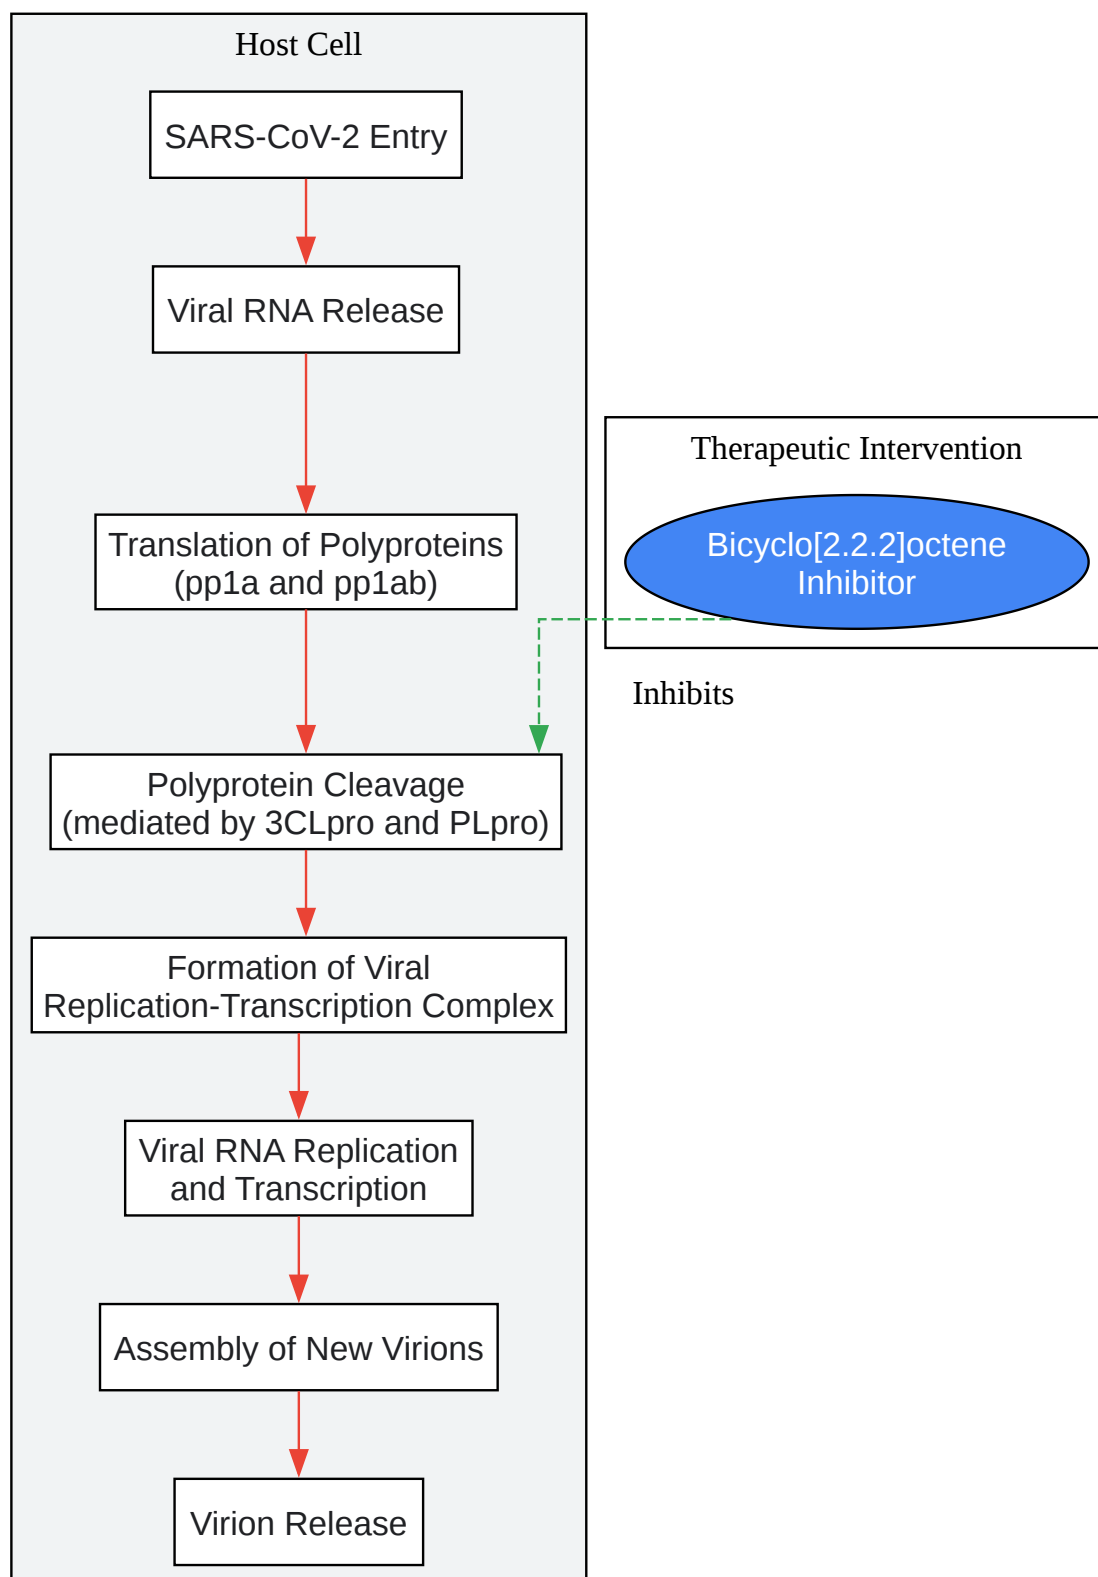 Host Cell
SARS-CoV-2 Entry
Viral RNA Release
Therapeutic Intervention
Bicyclo[2.2.2]octene
Inhibitor
Translation of Polyproteins
(pp1a and pp1ab)
Inhibits
Polyprotein Cleavage
(mediated by 3CLpro and PLpro)
Formation of Viral
Replication-Transcription Complex
Viral RNA Replication
and Transcription
Assembly of New Virions
Virion Release